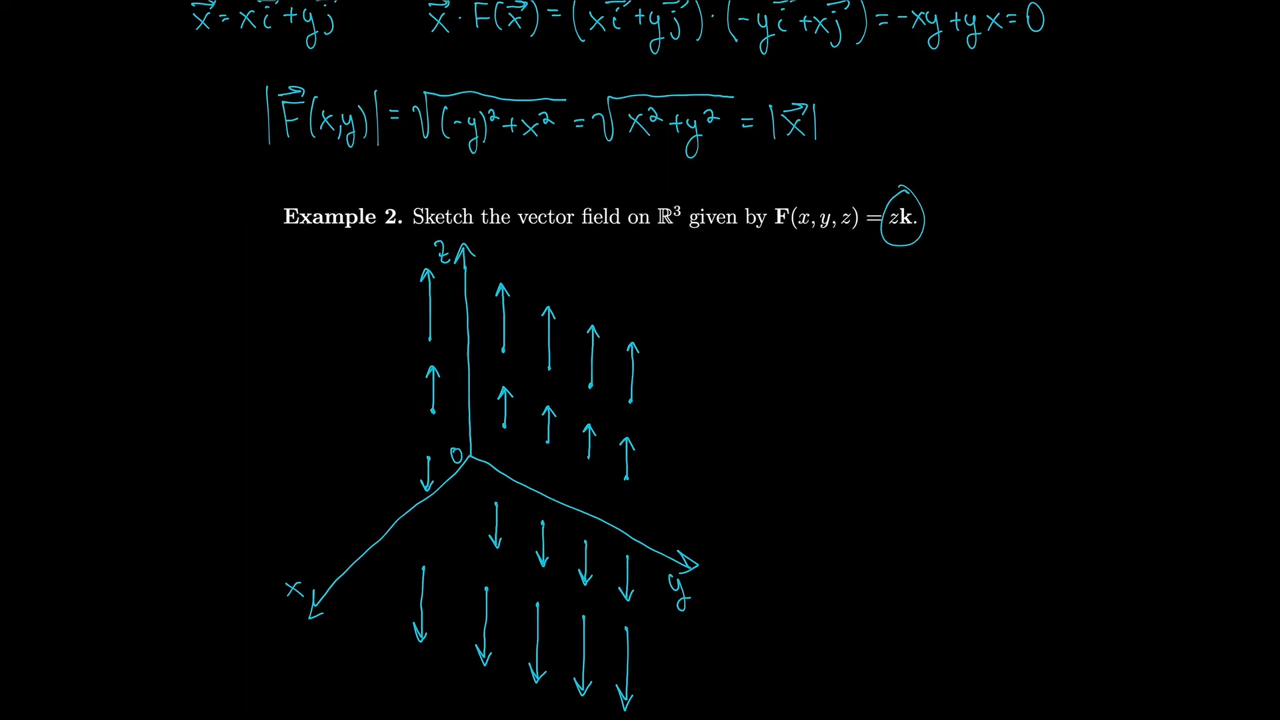 x⃗ = xi⃗ + yj⃗ x⃗ · F(x⃗) = (xi⃗ + yj⃗) · (-yi⃗ + xj⃗) = -xy + yx = 0
|F⃗(x,y)| = √((-y)² + x²) = √(x² + y²) = |x⃗|
Example 2. Sketch the vector field on ℝ³ given by F(x, y, z) = zk.
z
0
x
y